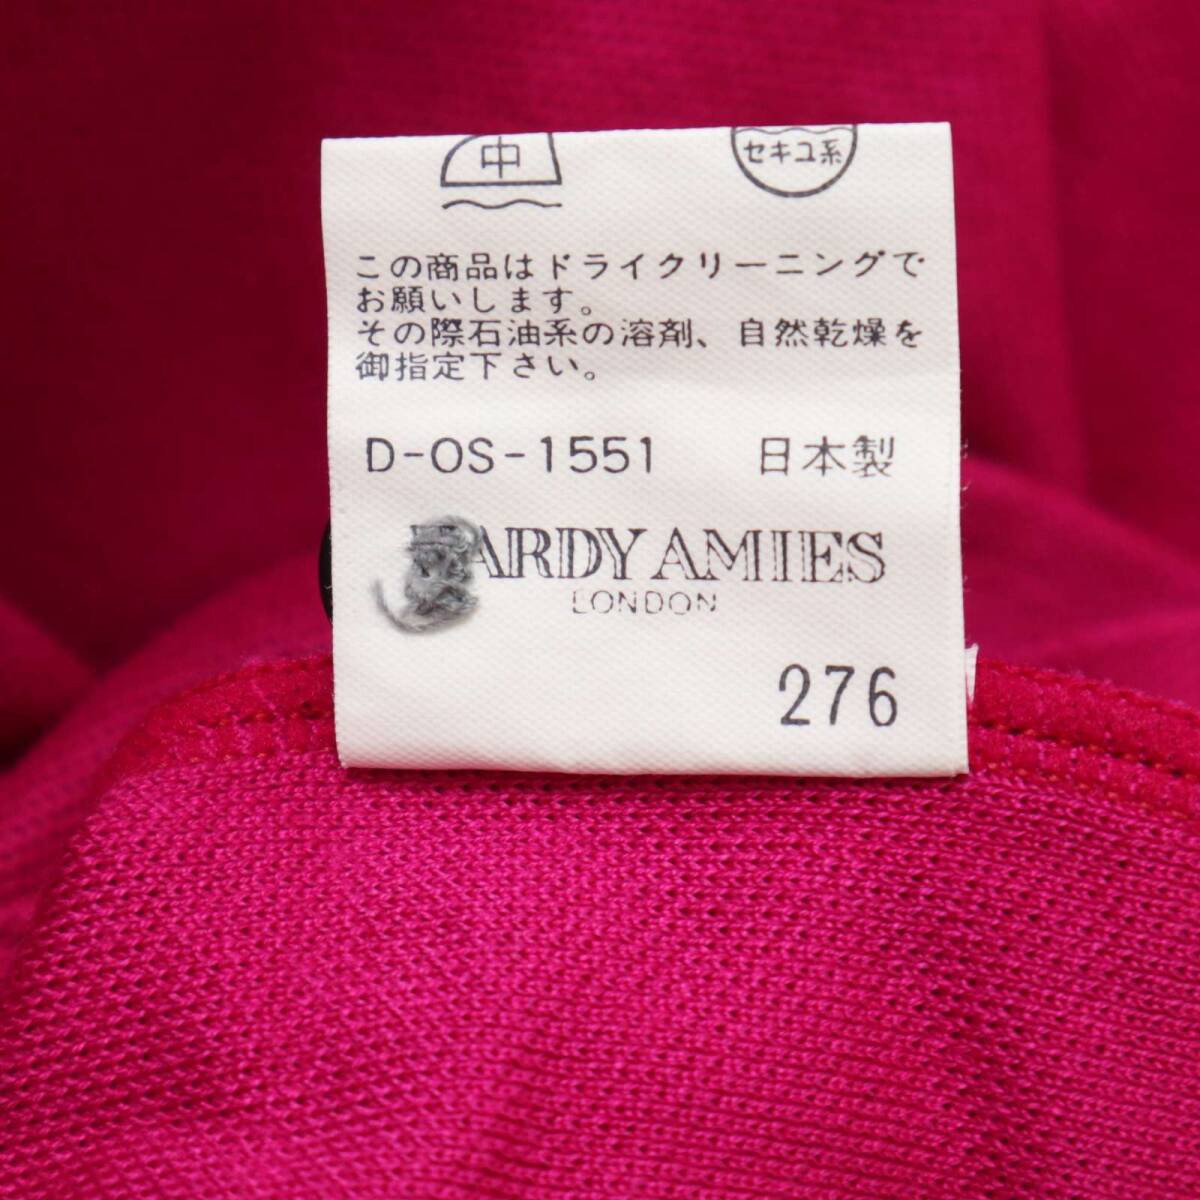 中 セキユ系
この商品はドライクリーニングで
お願いします。
その際石油系の溶剤、自然乾燥を
御指定下さい。
D-OS-1551 日本製
HARDY AMIES
LONDON
276